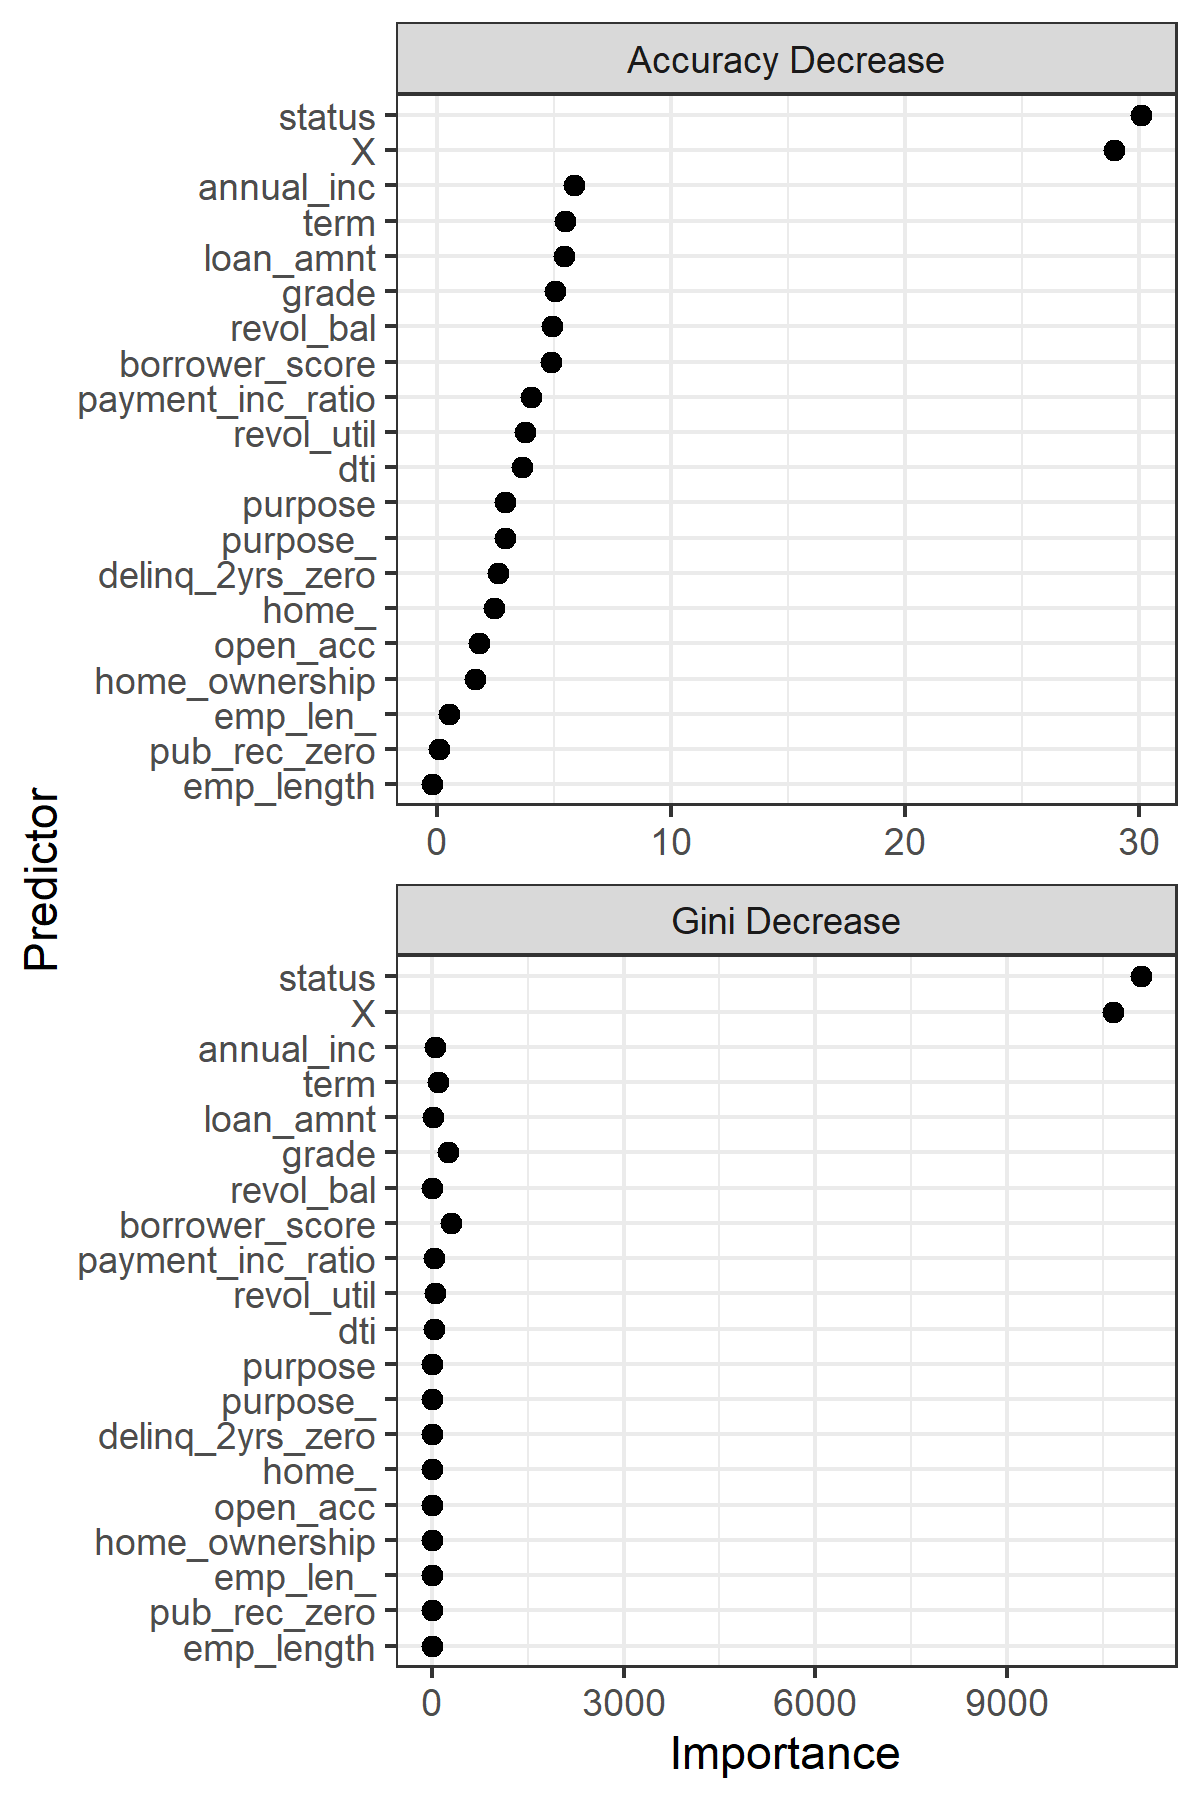 Accuracy Decrease
status
X
annual_inc
term
loan_amnt
grade
revol_bal
borrower_score
payment_inc_ratio
revol_util
dti
purpose
purpose_
delinq_2yrs_zero
home_
open_acc
home_ownership
emp_len_
pub_rec_zero
emp_length
0 10 20 30
Predictor
Gini Decrease
status
X
annual_inc
term
loan_amnt
grade
revol_bal
borrower_score
payment_inc_ratio
revol_util
dti
purpose
purpose_
delinq_2yrs_zero
home_
open_acc
home_ownership
emp_len_
pub_rec_zero
emp_length
0 3000 6000 9000
Importance